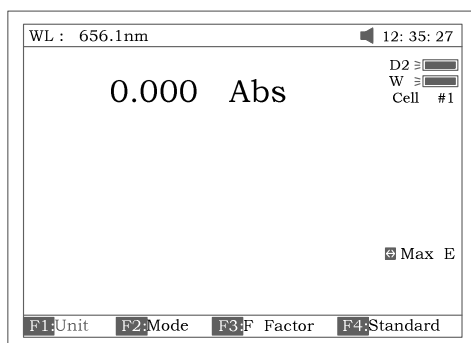 WL : 656.1nm 12: 35: 27
D2
W
0.000 Abs
Cell #1
Max E
F1:Unit F2:Mode F3:F Factor F4:Standard